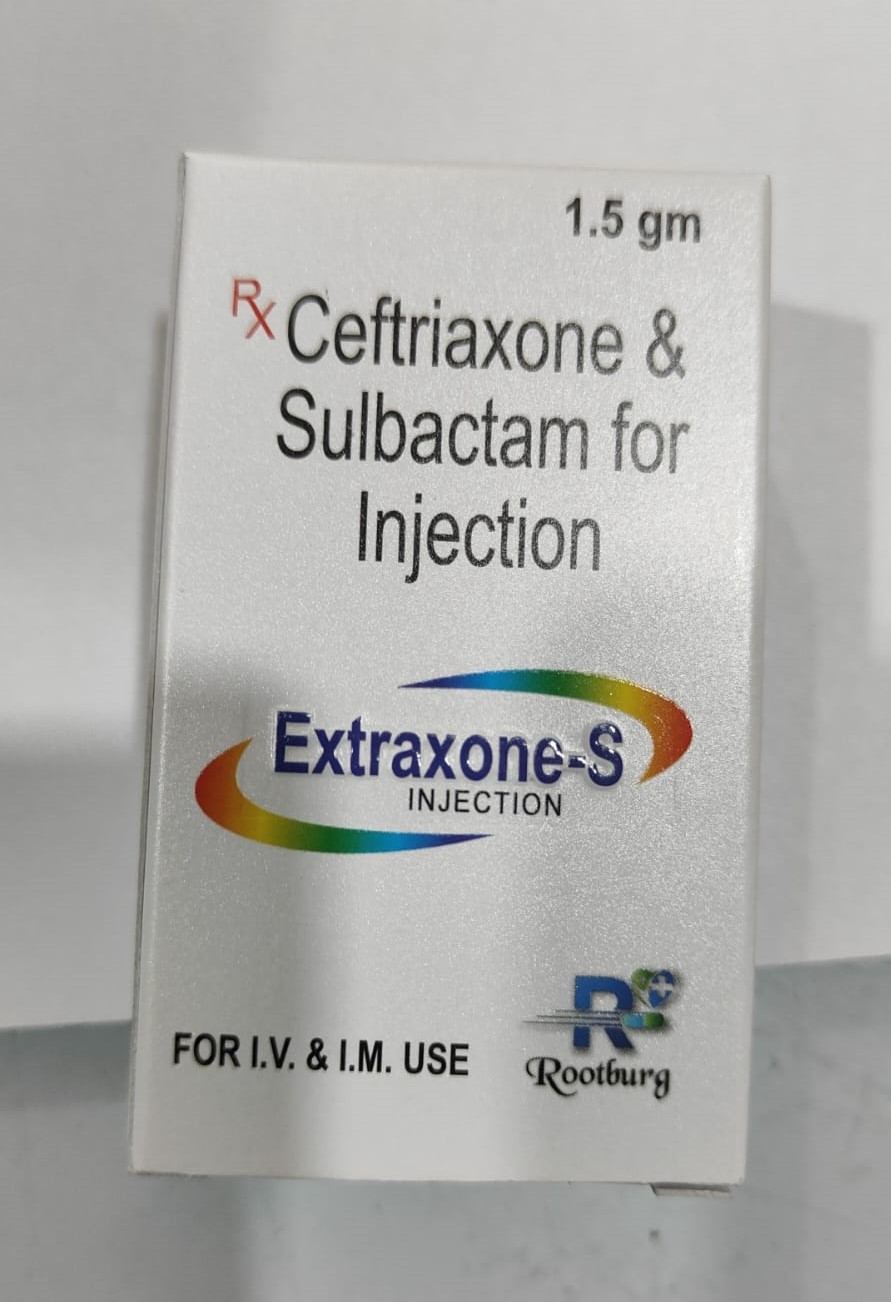 1.5 gm
Rx Ceftriaxone &
Sulbactam for
Injection
Extraxone-S
INJECTION
FOR I.V. & I.M. USE
R
Rootburg